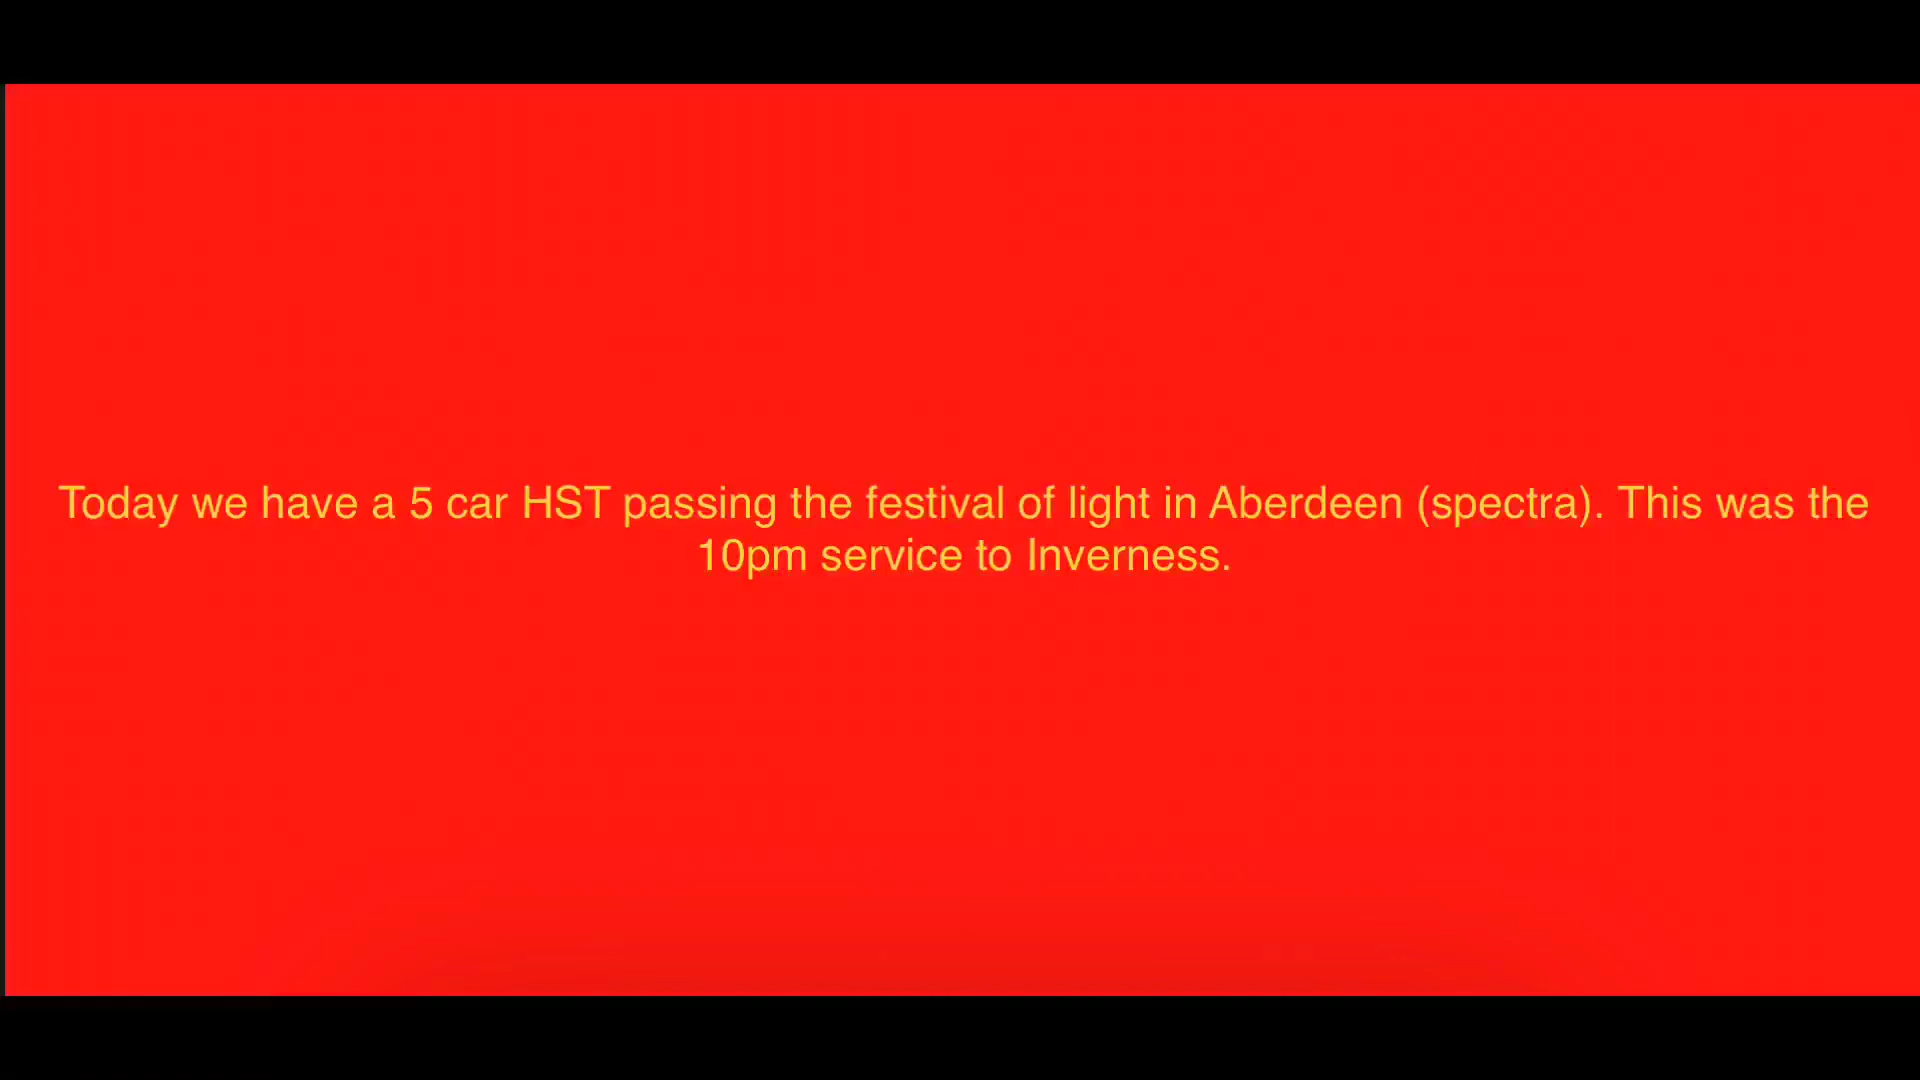 Today we have a 5 car HST passing the festival of light in Aberdeen (spectra). This was the
10pm service to Inverness.